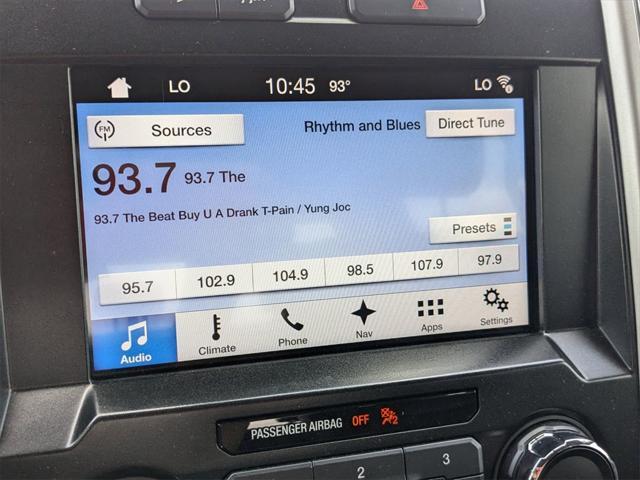 LO 10:45 93° LO
FM Sources Rhythm and Blues Direct Tune
93.7 93.7 The
93.7 The Beat Buy U A Drank T-Pain / Yung Joc
Presets
95.7 102.9 104.9 98.5 107.9 97.9
Audio Climate Phone Nav Apps Settings
PASSENGER AIRBAG OFF 2
2 3